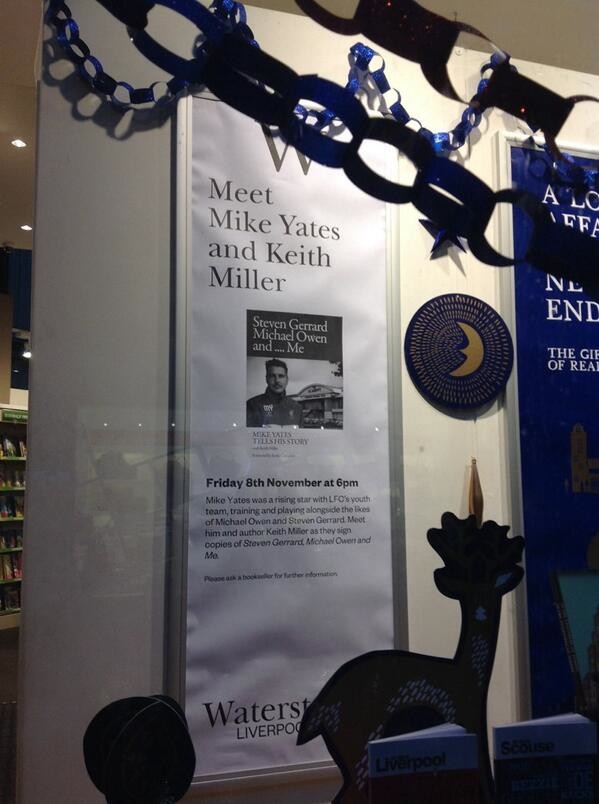 W
Meet
Mike Yates
and Keith
Miller
Steven Gerrard
Michael Owen
and .... Me
MIKE YATES
TELLS HIS STORY
Friday 8th November at 6pm
Mike Yates was a rising star with LFC's youth
team, training and playing alongside the likes
of Michael Owen and Steven Gerrard. Meet
him and author Keith Miller as they sign
copies of Steven Gerrard, Michael Owen and
Me.
Please ask a bookseller for further information.
Waterst
LIVERPOO
A LO
AFFA
NE
END
THE GIF
OF REA
Liverpool
Scouse